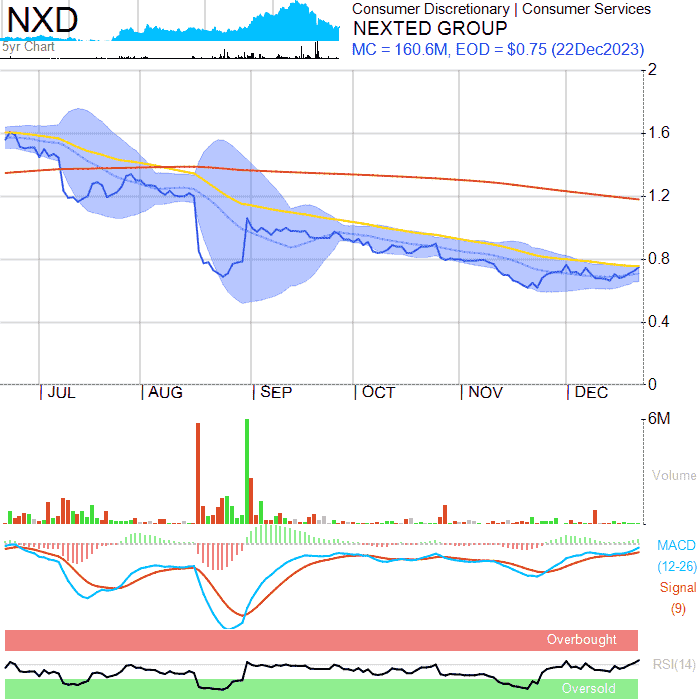 NXD
Consumer Discretionary | Consumer Services
NEXTED GROUP
5yr Chart
MC = 160.6M, EOD = $0.75 (22Dec2023)
2
1.6
1.2
0.8
0.4
0
JUL AUG SEP OCT NOV DEC
6M
Volume
MACD
(12-26)
Signal
(9)
Overbought
RSI(14)
Oversold